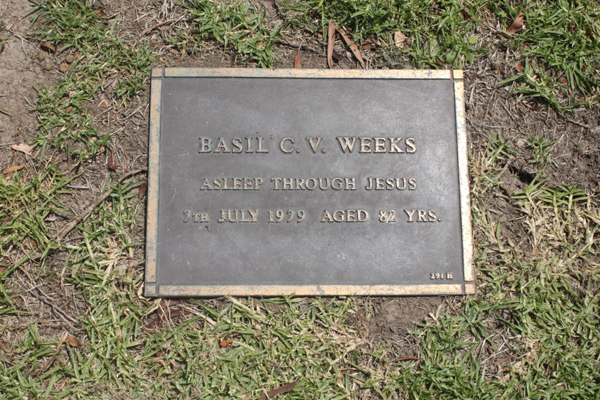 BASIL C. V. WEEKS
ASLEEP THROUGH JESUS
7TH JULY 1979 AGED 82 YRS.